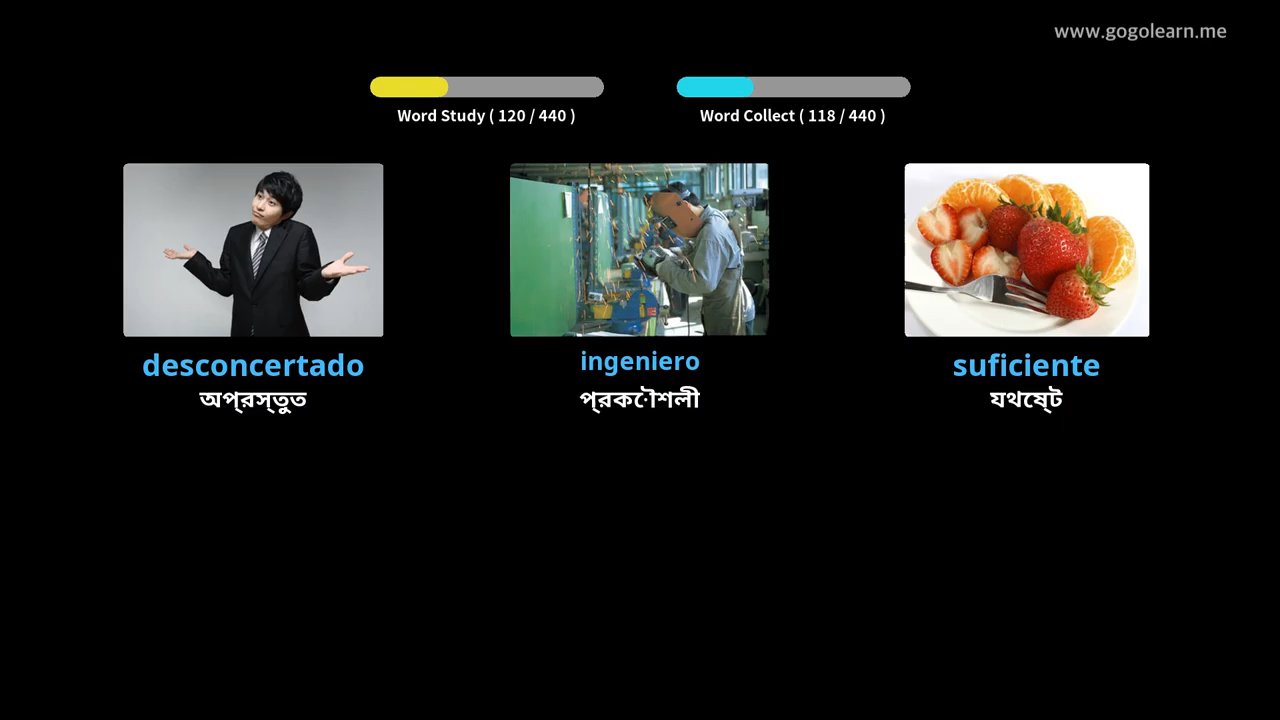 www.gogolearn.me
Word Study ( 120 / 440 )
Word Collect ( 118 / 440 )
desconcertado
অপ্রস্তুত
ingeniero
প্রকৌশলী
suficiente
যথেষ্ট